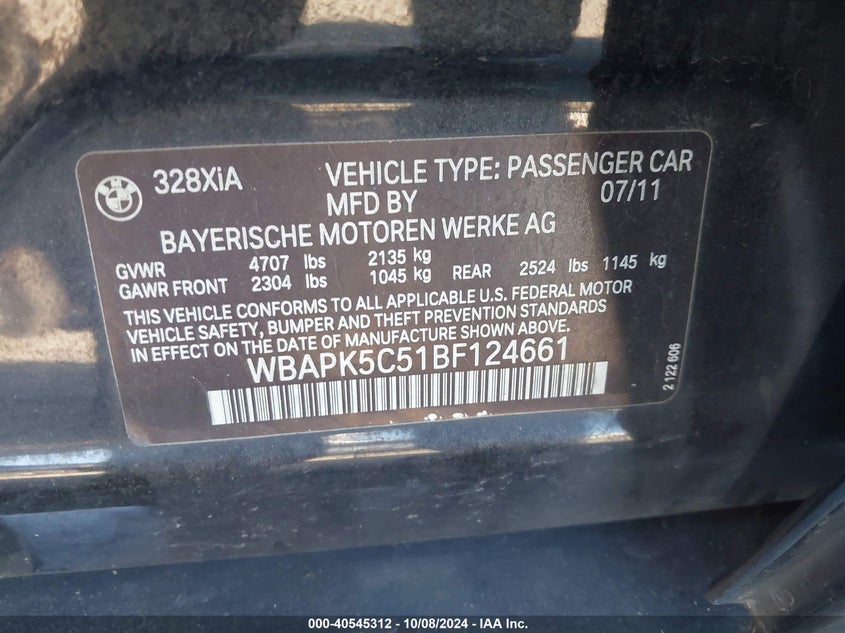 BMW
328XiA
VEHICLE TYPE: PASSENGER CAR
MFD BY 07/11
BAYERISCHE MOTOREN WERKE AG
GVWR 4707 lbs 2135 kg
GAWR FRONT 2304 lbs 1045 kg REAR 2524 lbs 1145 kg
THIS VEHICLE CONFORMS TO ALL APPLICABLE U.S. FEDERAL MOTOR
VEHICLE SAFETY, BUMPER AND THEFT PREVENTION STANDARDS
IN EFFECT ON THE DATE OF MANUFACTURE SHOWN ABOVE.
WBAPK5C51BF124661
2 122 606
000-40545312 - 10/08/2024 - IAA Inc.